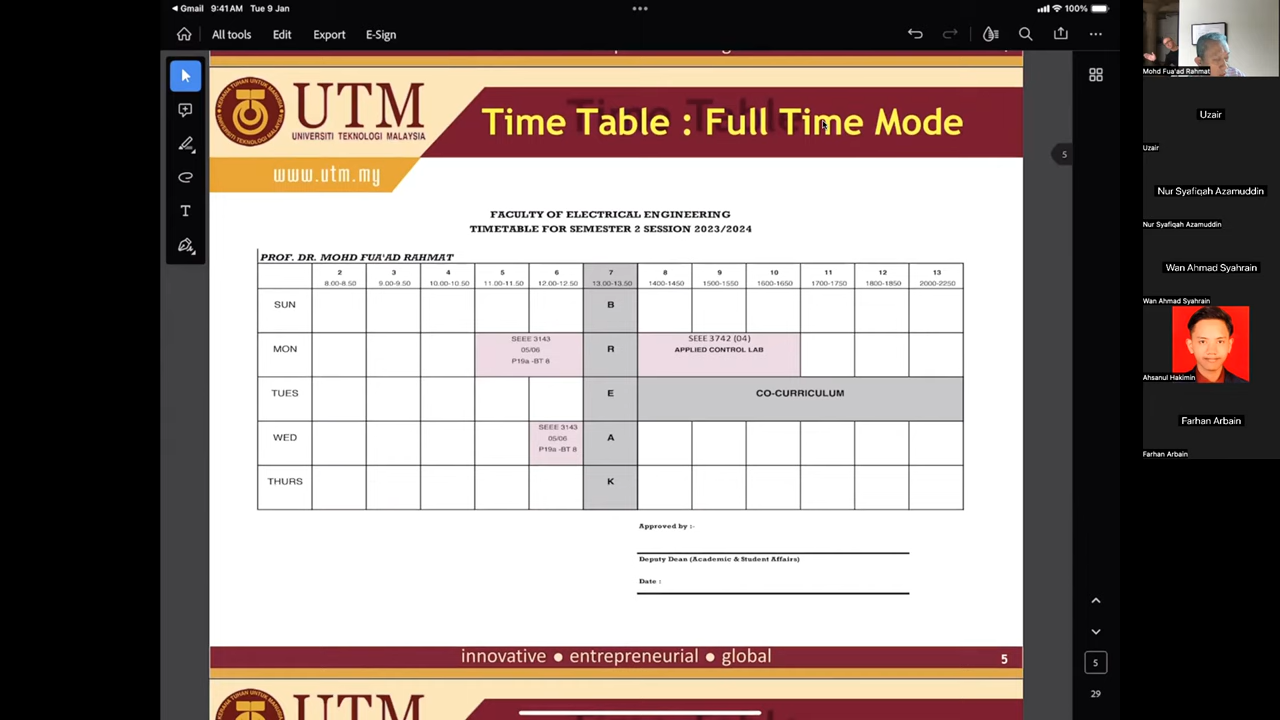 Gmail 9:41 AM Tue 9 Jan 100%
All tools Edit Export E-Sign
UTM
UNIVERSITI TEKNOLOGI MALAYSIA
www.utm.my
Time Table : Full Time Mode
5
FACULTY OF ELECTRICAL ENGINEERING
TIMETABLE FOR SEMESTER 2 SESSION 2023/2024
PROF. DR. MOHD FUA'AD RAHMAT
2 3 4 5 6 7 8 9 10 11 12 13
8.00-8.50 9.00-9.50 10.00-10.50 11.00-11.50 12.00-12.50 13.00-13.50 1400-1450 1500-1550 1600-1650 1700-1750 1800-1850 2000-2250
SUN B
MON SEEE 3143 R SEEE 3742 (04)
05/06 APPLIED CONTROL LAB
P19a -BT 8
TUES E CO-CURRICULUM
WED SEEE 3143 A
05/06
P19a -BT 8
THURS K
Approved by :-
Deputy Dean (Academic & Student Affairs)
Date :
innovative ● entrepreneurial ● global 5
UTM
5
29
Mohd Fua'ad Rahmat
Uzair
Uzair
Nur Syafiqah Azamuddin
Nur Syafiqah Azamuddin
Wan Ahmad Syahrain
Wan Ahmad Syahrain
Ahsanul Hakimin
Farhan Arbain
Farhan Arbain